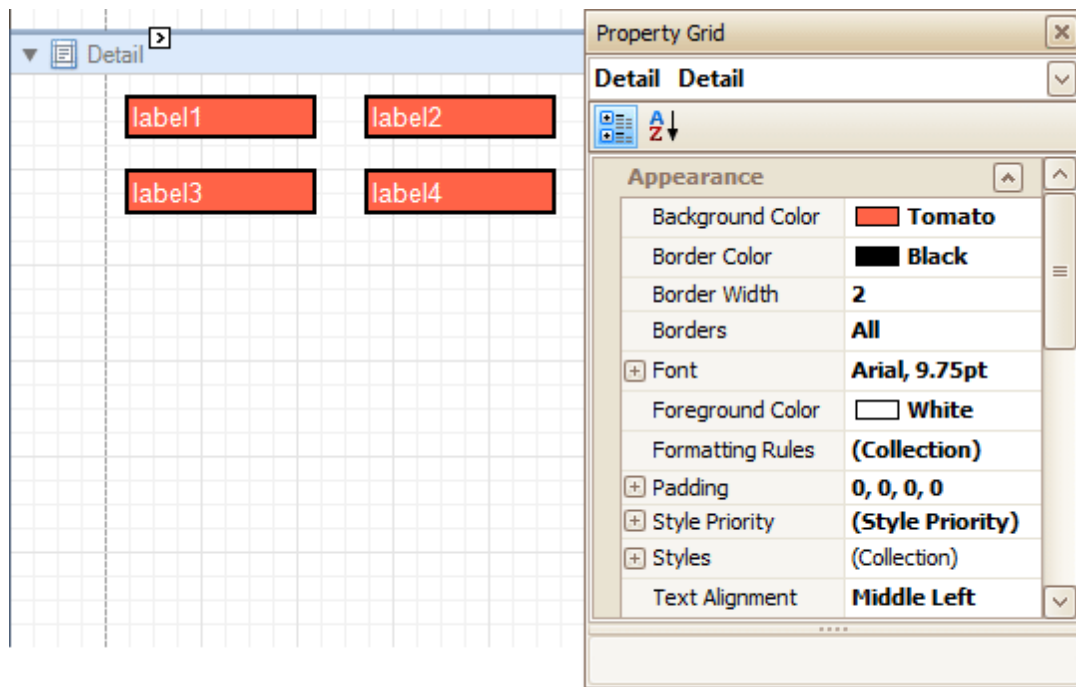 Detail
label1
label2
label3
label4
Property Grid
Detail Detail
A
Z
Appearance
Background Color Tomato
Border Color Black
Border Width 2
Borders All
Font Arial, 9.75pt
Foreground Color White
Formatting Rules (Collection)
Padding 0, 0, 0, 0
Style Priority (Style Priority)
Styles (Collection)
Text Alignment Middle Left